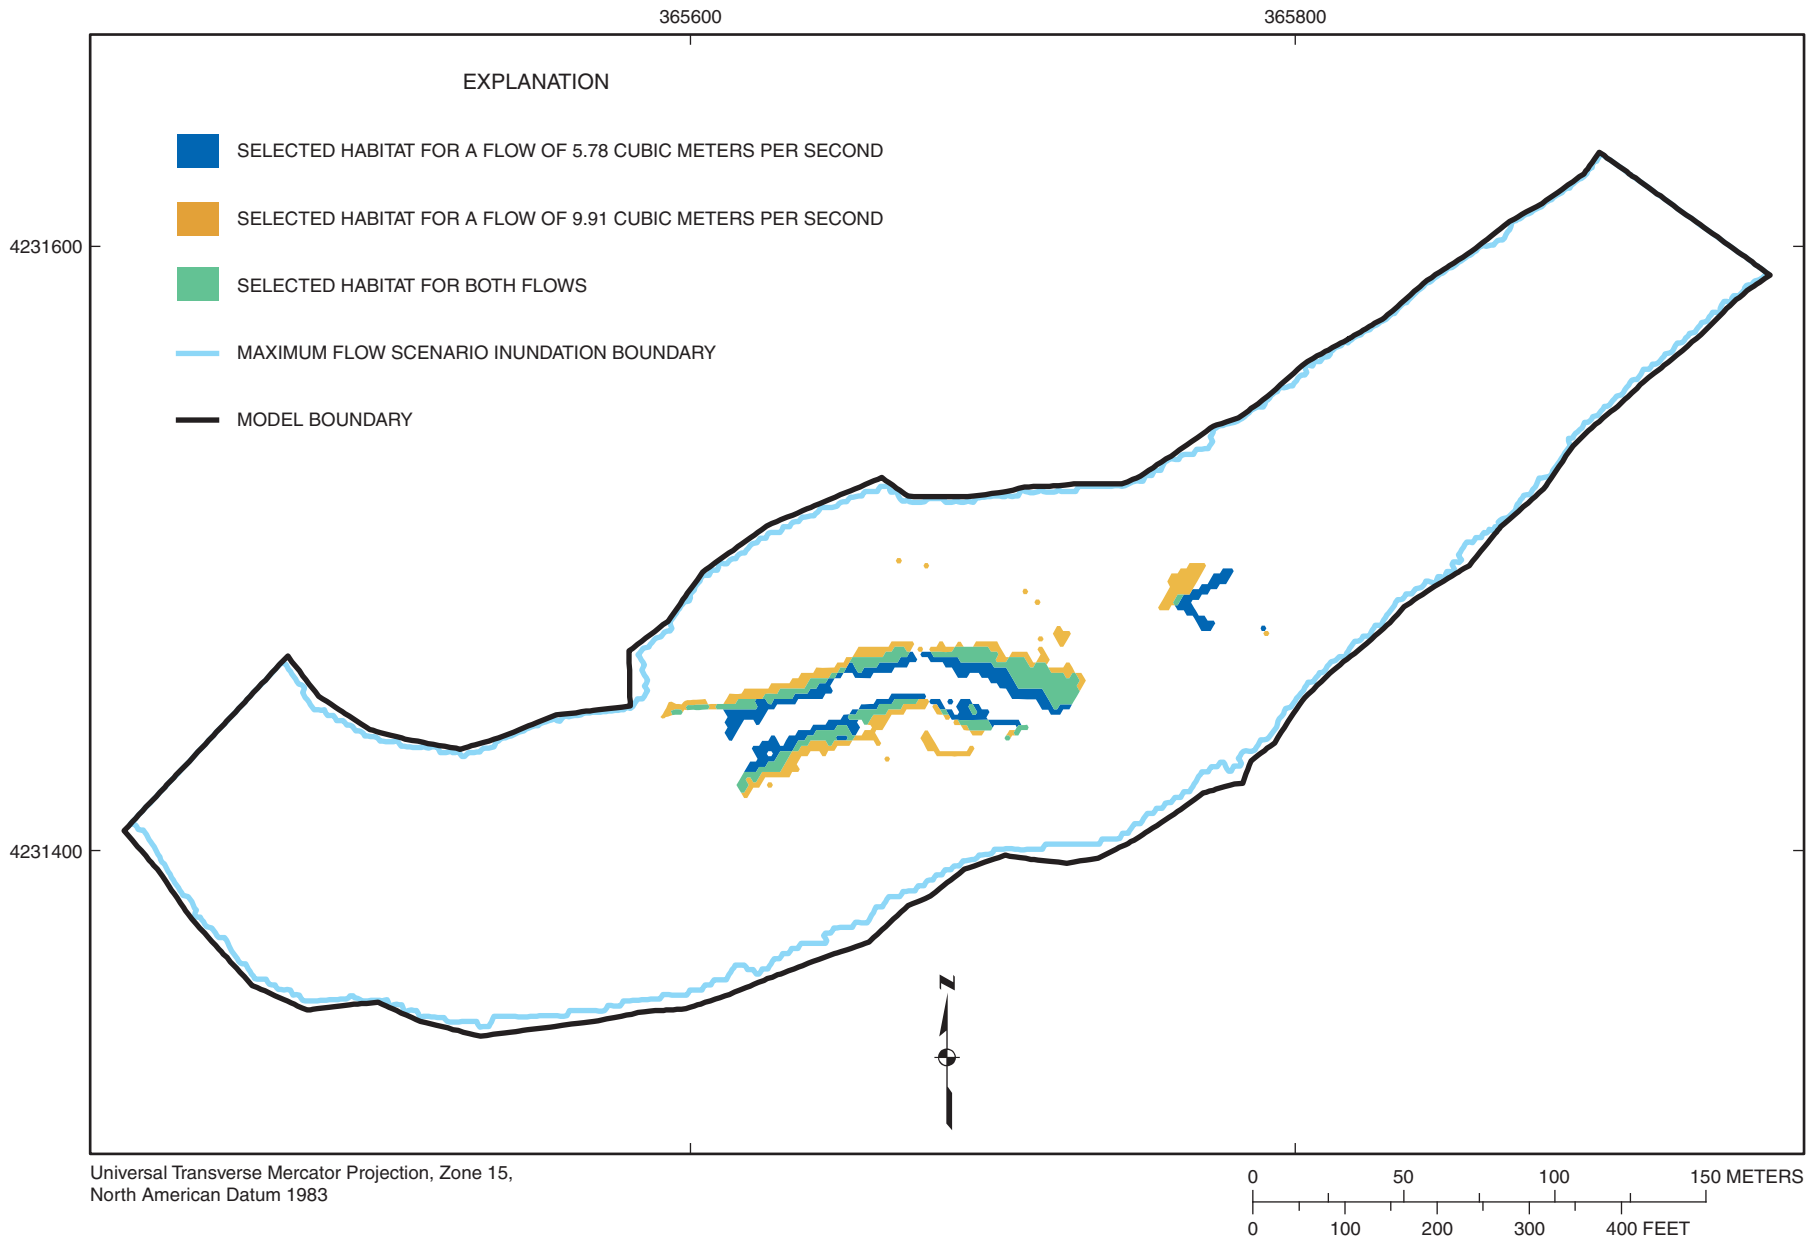 365600 365800
EXPLANATION
SELECTED HABITAT FOR A FLOW OF 5.78 CUBIC METERS PER SECOND
SELECTED HABITAT FOR A FLOW OF 9.91 CUBIC METERS PER SECOND
4231600
SELECTED HABITAT FOR BOTH FLOWS
MAXIMUM FLOW SCENARIO INUNDATION BOUNDARY
MODEL BOUNDARY
4231400
N
Universal Transverse Mercator Projection, Zone 15,
North American Datum 1983
0 50 100 150 METERS
0 100 200 300 400 FEET